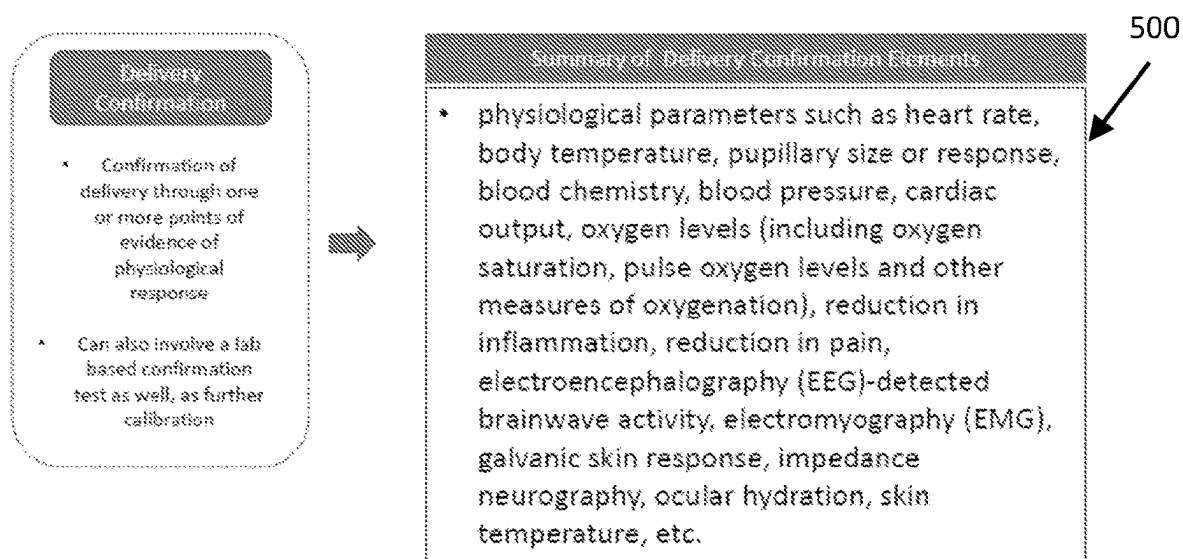 500
Delivery
Confirmation
• Confirmation of
delivery through one
or more points of
evidence of
physiological
response
• Can also involve a lab
based confirmation
test as well, as further
calibration
Summary of Delivery Confirmation Elements
• physiological parameters such as heart rate,
body temperature, pupillary size or response,
blood chemistry, blood pressure, cardiac
output, oxygen levels (including oxygen
saturation, pulse oxygen levels and other
measures of oxygenation), reduction in
inflammation, reduction in pain,
electroencephalography (EEG)-detected
brainwave activity, electromyography (EMG),
galvanic skin response, impedance
neurography, ocular hydration, skin
temperature, etc.